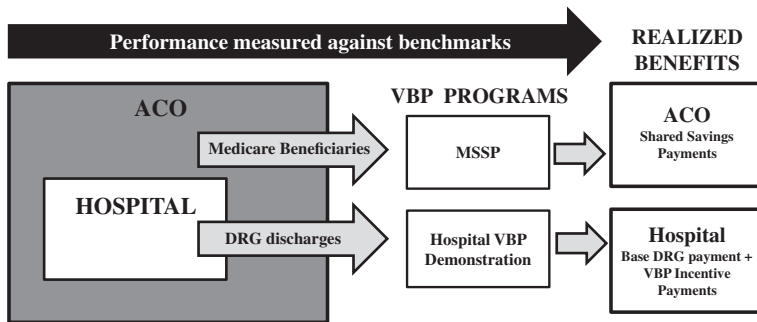 Performance measured against benchmarks
REALIZED
BENEFITS
ACO
VBP PROGRAMS
Medicare Beneficiaries
MSSP
ACO
Shared Savings
Payments
HOSPITAL
DRG discharges
Hospital VBP
Demonstration
Hospital
Base DRG payment +
VBP Incentive
Payments